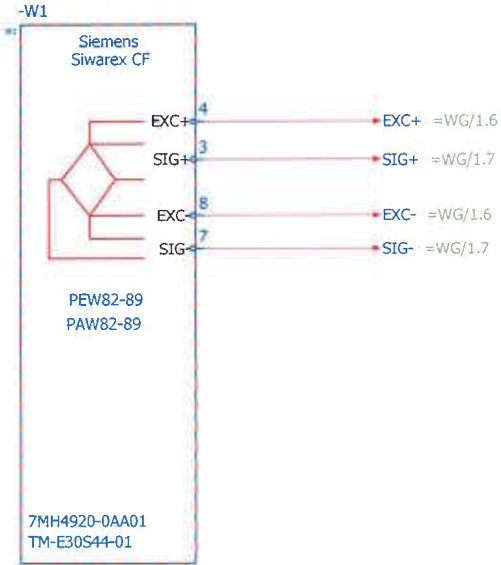 -W1
Siemens
Siwarex CF
EXC+ 4 EXC+ =WG/1.6
SIG+ 3 SIG+ =WG/1.7
EXC- 8 EXC- =WG/1.6
SIG- 7 SIG- =WG/1.7
PEW82-89
PAW82-89
7MH4920-0AA01
TM-E30S44-01